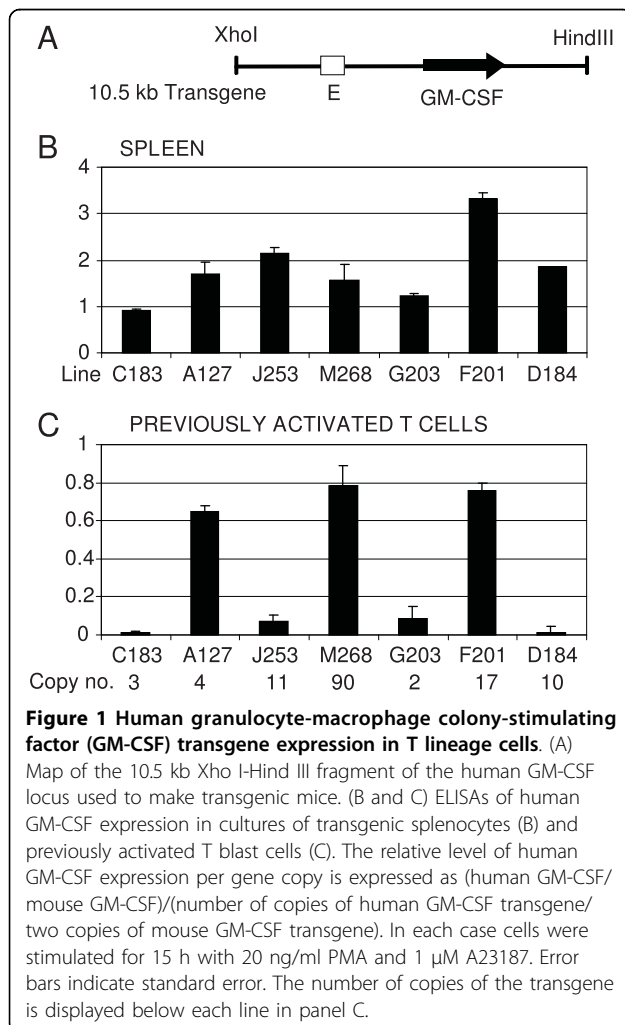 A
XhoI HindIII
10.5 kb Transgene E GM-CSF
B SPLEEN
4
3
2
1
0
Line C183 A127 J253 M268 G203 F201 D184
C PREVIOUSLY ACTIVATED T CELLS
1
0.8
0.6
0.4
0.2
0
C183 A127 J253 M268 G203 F201 D184
Copy no. 3 4 11 90 2 17 10
Figure 1 Human granulocyte-macrophage colony-stimulating
factor (GM-CSF) transgene expression in T lineage cells. (A)
Map of the 10.5 kb Xho I-Hind III fragment of the human GM-CSF
locus used to make transgenic mice. (B and C) ELISAs of human
GM-CSF expression in cultures of transgenic splenocytes (B) and
previously activated T blast cells (C). The relative level of human
GM-CSF expression per gene copy is expressed as (human GM-CSF/
mouse GM-CSF)/(number of copies of human GM-CSF transgene/
two copies of mouse GM-CSF transgene). In each case cells were
stimulated for 15 h with 20 ng/ml PMA and 1 μM A23187. Error
bars indicate standard error. The number of copies of the transgene
is displayed below each line in panel C.